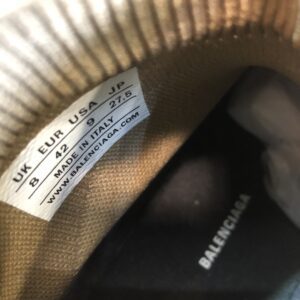 UK EUR USA JP
8 42 9 27.5
MADE IN ITALY
WWW.BALENCIAGA.COM
BALENCIAGA